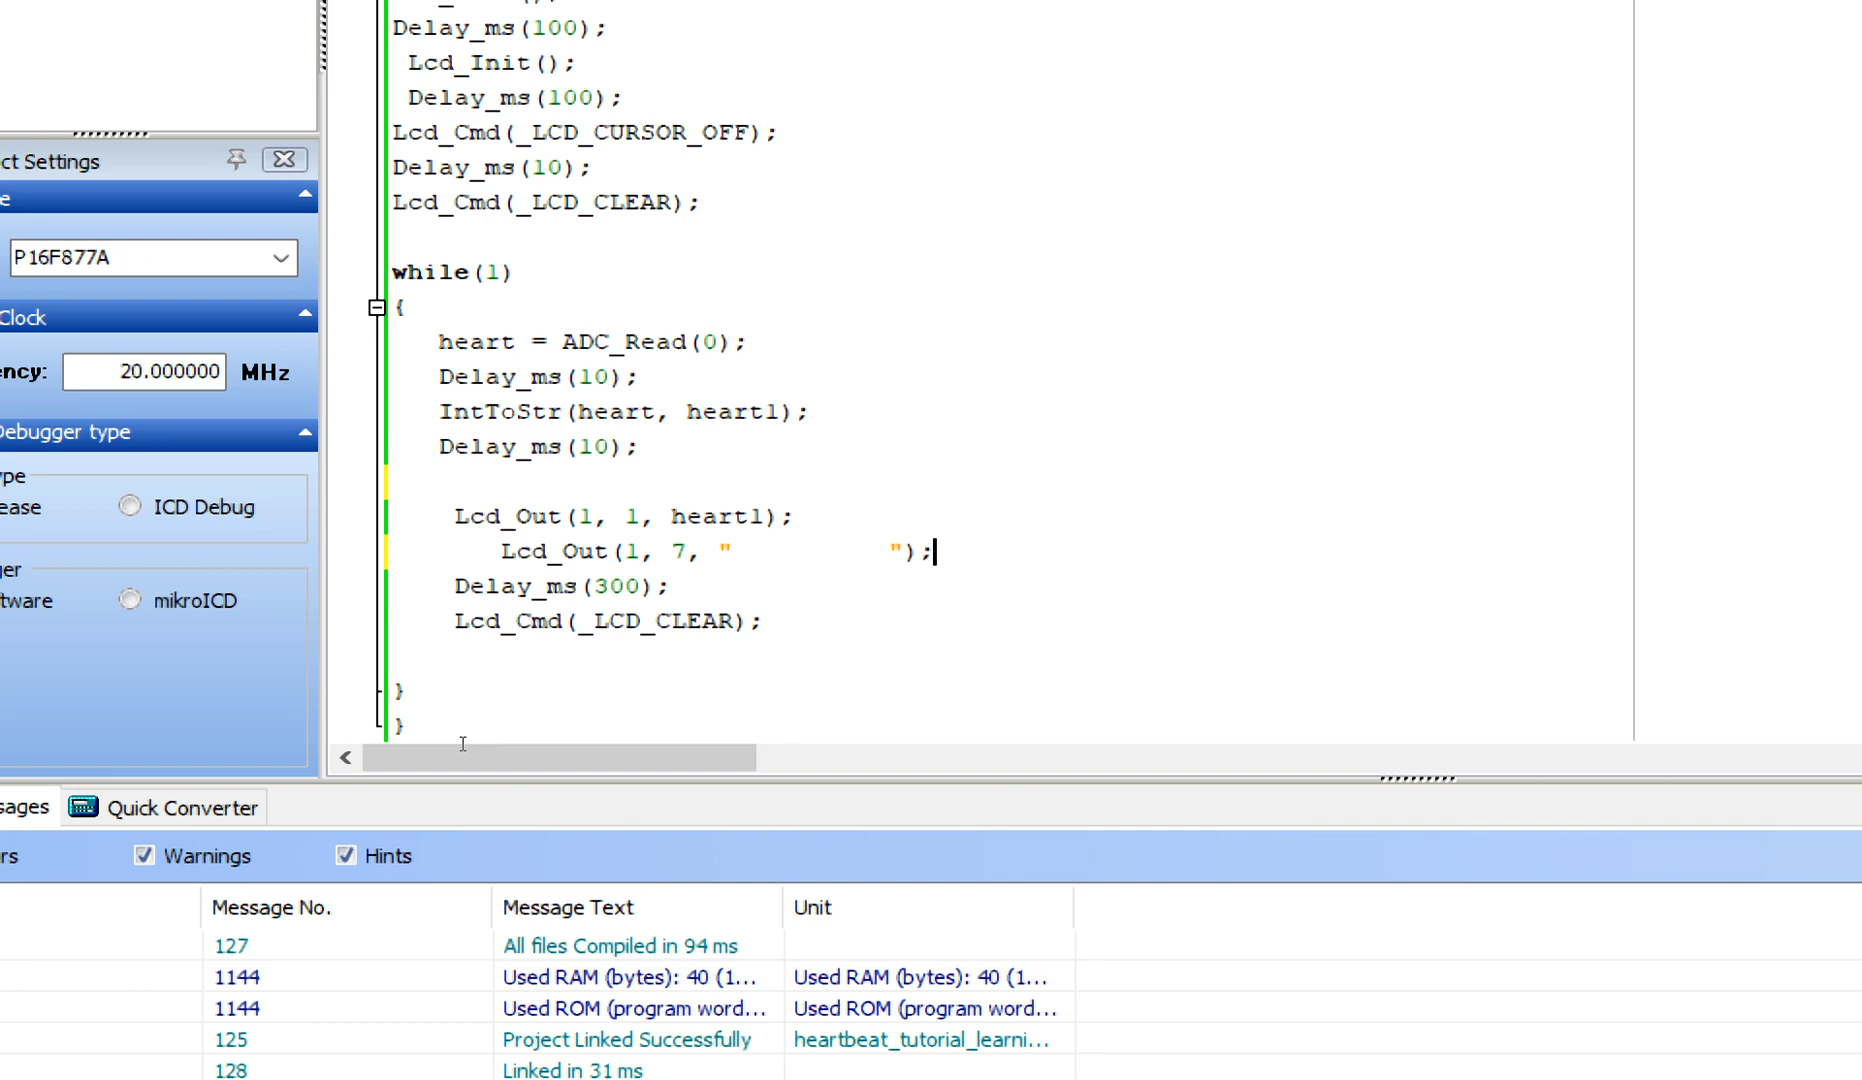 Delay_ms(100);
Lcd_Init();
Delay_ms(100);
Lcd_Cmd(_LCD_CURSOR_OFF);
Delay_ms(10);
Lcd_Cmd(_LCD_CLEAR);
while(1)
{
heart = ADC_Read(0);
Delay_ms(10);
IntToStr(heart, heart1);
Delay_ms(10);
Lcd_Out(1, 1, heart1);
Lcd_Out(1, 7, "          ");
Delay_ms(300);
Lcd_Cmd(_LCD_CLEAR);
}
}
ct Settings
e
P16F877A
Clock
ncy: 20.000000 MHz
Debugger type
ype
ease ICD Debug
ger
tware mikroICD
sages Quick Converter
rs Warnings Hints
Message No. Message Text Unit
127 All files Compiled in 94 ms
1144 Used RAM (bytes): 40 (1... Used RAM (bytes): 40 (1...
1144 Used ROM (program word... Used ROM (program word...
125 Project Linked Successfully heartbeat_tutorial_learni...
128 Linked in 31 ms